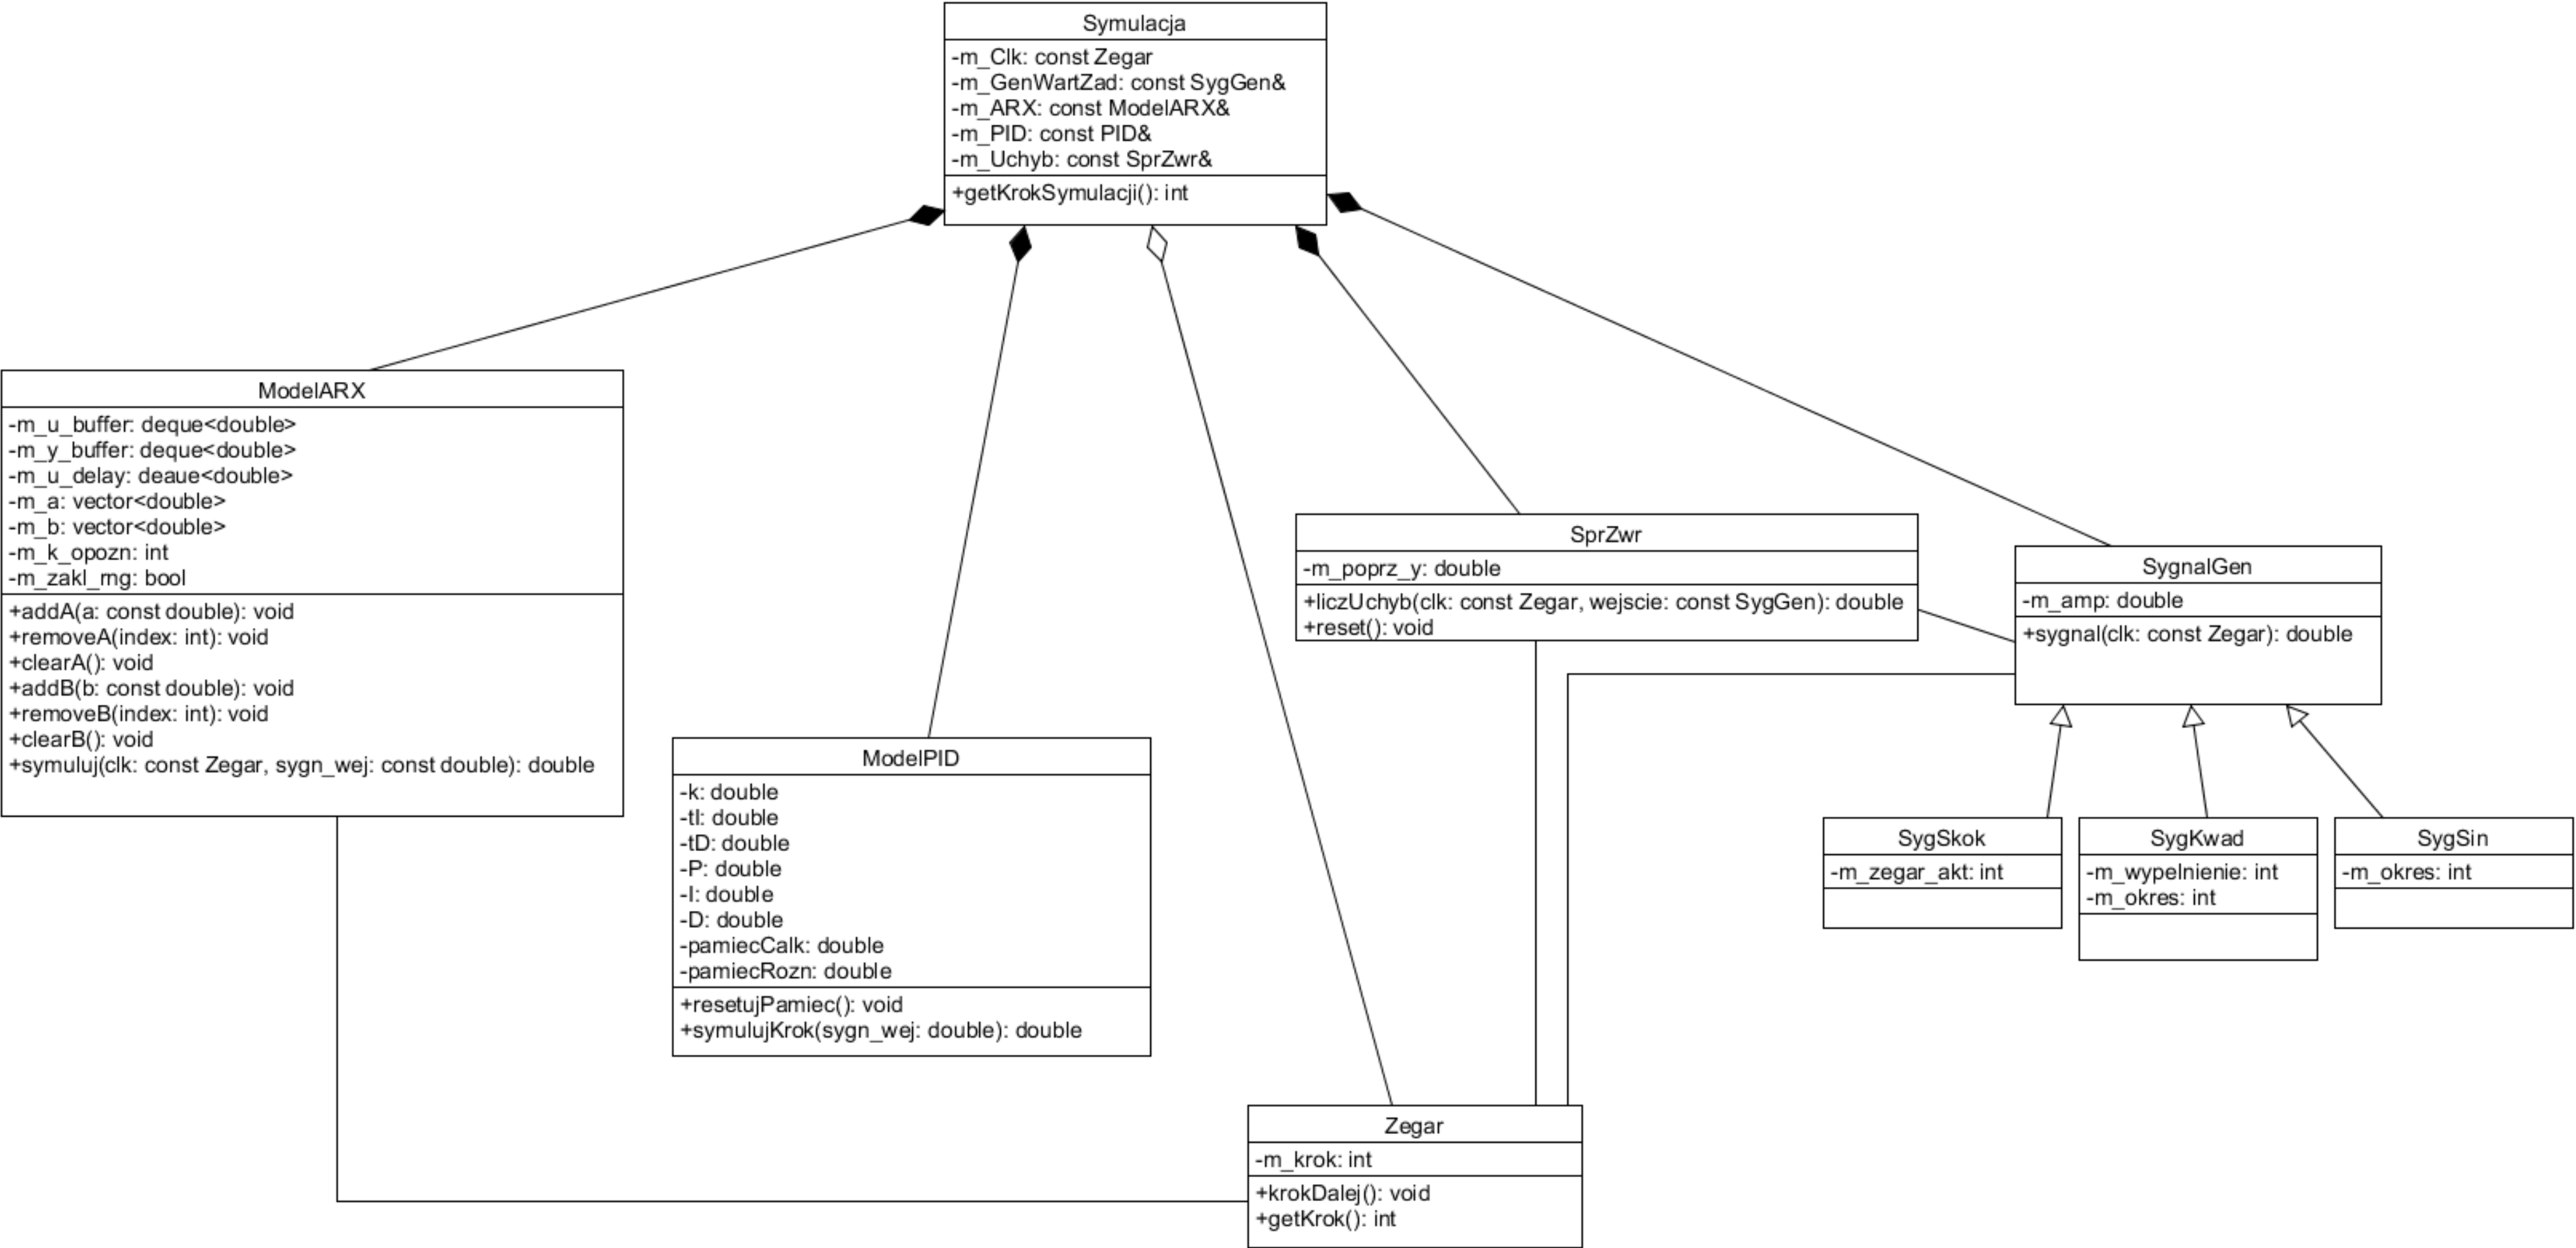 Symulacja
-m_Clk: const Zegar
-m_GenWartZad: const SygGen&
-m_ARX: const ModelARX&
-m_PID: const PID&
-m_Uchyb: const SprZwr&
+getKrokSymulacji(): int
ModelARX
-m_u_buffer: deque<double>
-m_y_buffer: deque<double>
-m_u_delay: deaue<double>
-m_a: vector<double>
-m_b: vector<double>
-m_k_opozn: int
-m_zakl_rng: bool
+addA(a: const double): void
+removeA(index: int): void
+clearA(): void
+addB(b: const double): void
+removeB(index: int): void
+clearB(): void
+symuluj(clk: const Zegar, sygn_wej: const double): double
ModelPID
-k: double
-tI: double
-tD: double
-P: double
-I: double
-D: double
-pamiecCalk: double
-pamiecRozn: double
+resetujPamiec(): void
+symulujKrok(sygn_wej: double): double
SprZwr
-m_poprz_y: double
+liczUchyb(clk: const Zegar, wejscie: const SygGen): double
+reset(): void
SygnalGen
-m_amp: double
+sygnal(clk: const Zegar): double
SygSkok
-m_zegar_akt: int
SygKwad
-m_wypelnienie: int
-m_okres: int
SygSin
-m_okres: int
Zegar
-m_krok: int
+krokDalej(): void
+getKrok(): int